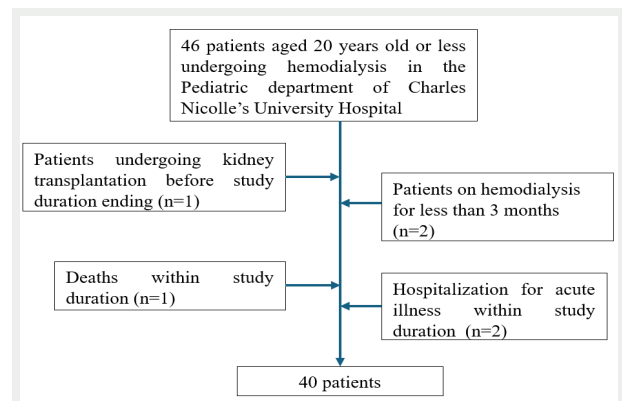 46 patients aged 20 years old or less
undergoing hemodialysis in the
Pediatric department of Charles
Nicolle's University Hospital
Patients undergoing kidney
transplantation before study
duration ending (n=1)
Patients on hemodialysis
for less than 3 months
(n=2)
Deaths within study
duration (n=1)
Hospitalization for acute
illness within study
duration (n=2)
40 patients